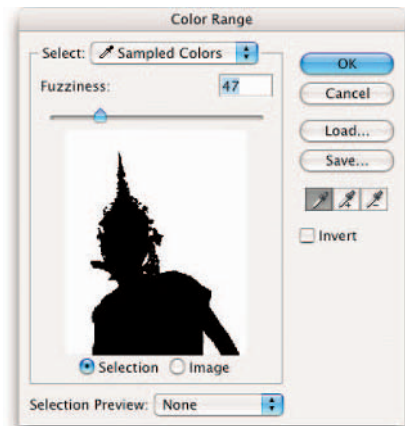 Color Range
Select: Sampled Colors
Fuzziness: 47
OK
Cancel
Load...
Save...
Invert
Selection Image
Selection Preview: None